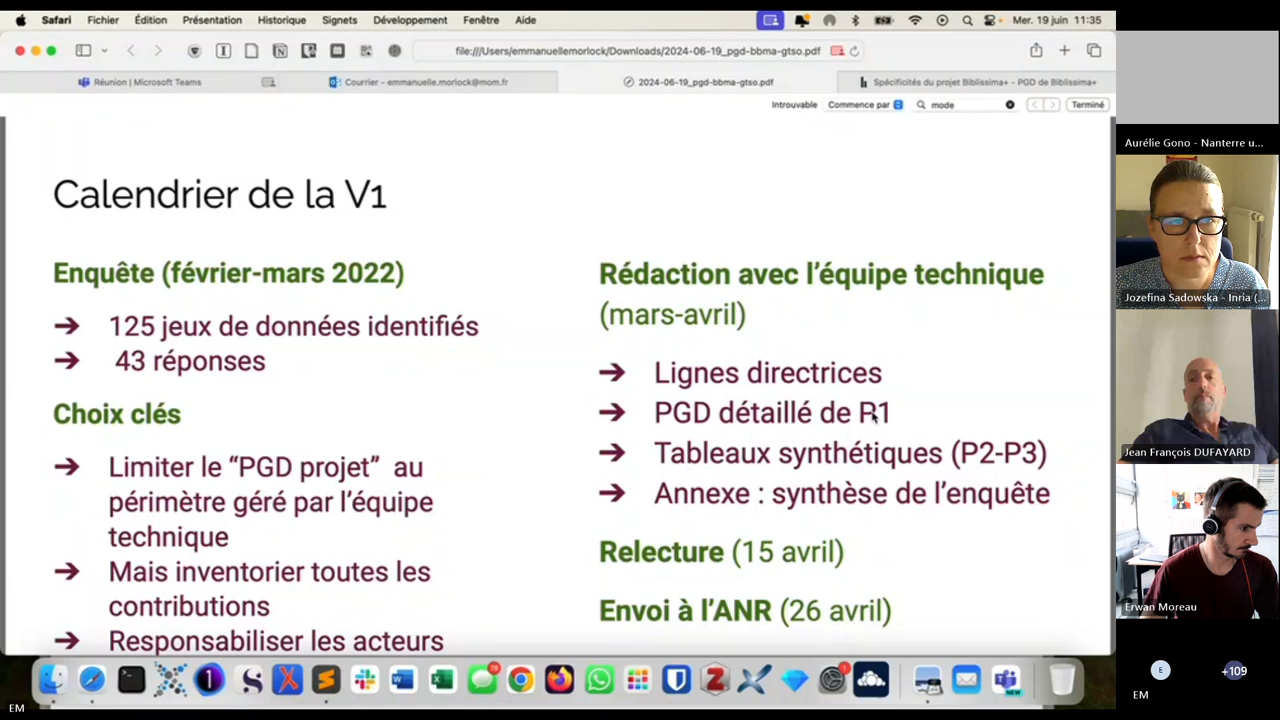 Safari Fichier Édition Présentation Historique Signets Développement Fenêtre Aide Mer. 19 juin 11:35
file:///Users/emmanuellemorlock/Downloads/2024-06-19_pgd-bbma-gtso.pdf
Réunion | Microsoft Teams
Courrier – emmanuelle.morlock@mom.fr
2024-06-19_pgd-bbma-gtso.pdf
Spécificités du projet Biblissima+ - PGD de Biblissima+
Introuvable Commence par mode Terminé
Calendrier de la V1
Enquête (février-mars 2022)
➔ 125 jeux de données identifiés
➔ 43 réponses
Choix clés
➔ Limiter le “PGD projet” au
périmètre géré par l’équipe
technique
➔ Mais inventorier toutes les
contributions
➔ Responsabiliser les acteurs
Rédaction avec l’équipe technique
(mars-avril)
➔ Lignes directrices
➔ PGD détaillé de P1
➔ Tableaux synthétiques (P2-P3)
➔ Annexe : synthèse de l’enquête
Relecture (15 avril)
Envoi à l’ANR (26 avril)
Aurélie Gono - Nanterre u...
Jozefina Sadowska - Inria (...
Jean François DUFAYARD
Erwan Moreau
E
+109
EM
NEW
EM